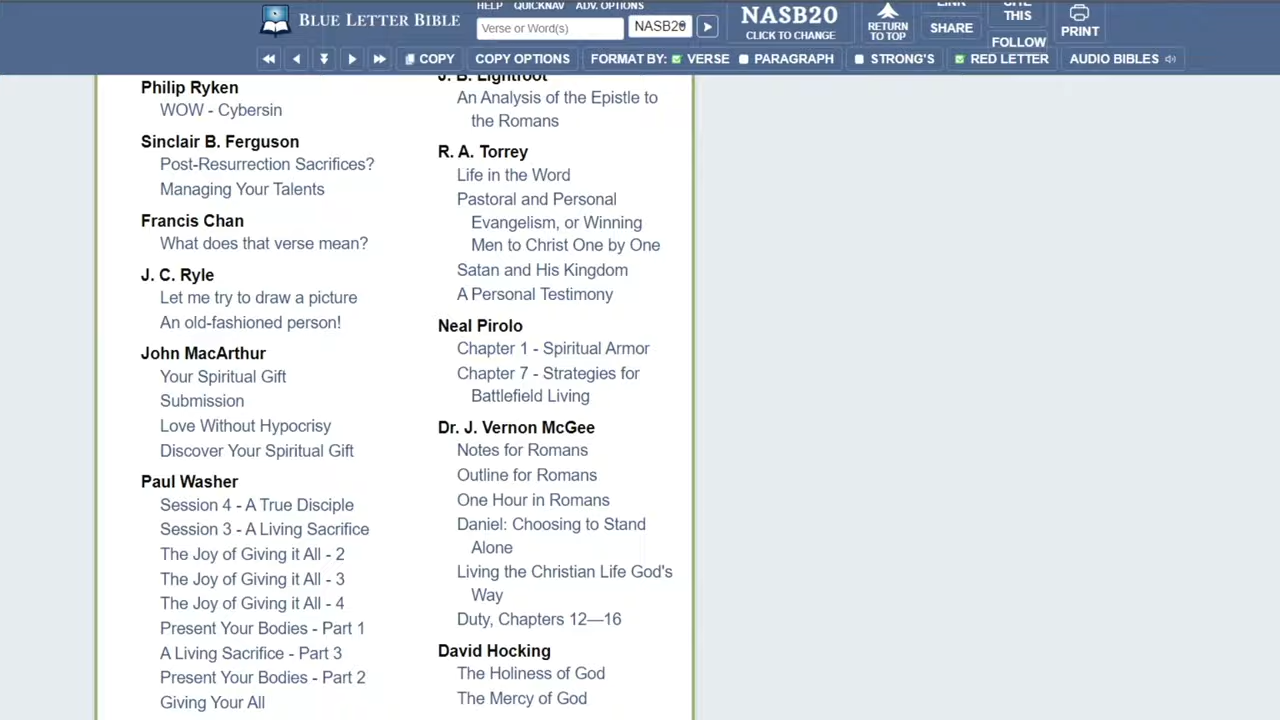 HELP QUICKNAV ADV. OPTIONS
BLUE LETTER BIBLE
Verse or Word(s)
NASB20
NASB20
CLICK TO CHANGE
RETURN
TO TOP
LINK
SHARE
CITE
THIS
FOLLOW
PRINT
COPY
COPY OPTIONS
FORMAT BY: VERSE PARAGRAPH
STRONG'S
RED LETTER
AUDIO BIBLES
Philip Ryken
WOW - Cybersin
Sinclair B. Ferguson
Post-Resurrection Sacrifices?
Managing Your Talents
Francis Chan
What does that verse mean?
J. C. Ryle
Let me try to draw a picture
An old-fashioned person!
John MacArthur
Your Spiritual Gift
Submission
Love Without Hypocrisy
Discover Your Spiritual Gift
Paul Washer
Session 4 - A True Disciple
Session 3 - A Living Sacrifice
The Joy of Giving it All - 2
The Joy of Giving it All - 3
The Joy of Giving it All - 4
Present Your Bodies - Part 1
A Living Sacrifice - Part 3
Present Your Bodies - Part 2
Giving Your All
J. B. Lightfoot
An Analysis of the Epistle to
the Romans
R. A. Torrey
Life in the Word
Pastoral and Personal
Evangelism, or Winning
Men to Christ One by One
Satan and His Kingdom
A Personal Testimony
Neal Pirolo
Chapter 1 - Spiritual Armor
Chapter 7 - Strategies for
Battlefield Living
Dr. J. Vernon McGee
Notes for Romans
Outline for Romans
One Hour in Romans
Daniel: Choosing to Stand
Alone
Living the Christian Life God's
Way
Duty, Chapters 12—16
David Hocking
The Holiness of God
The Mercy of God